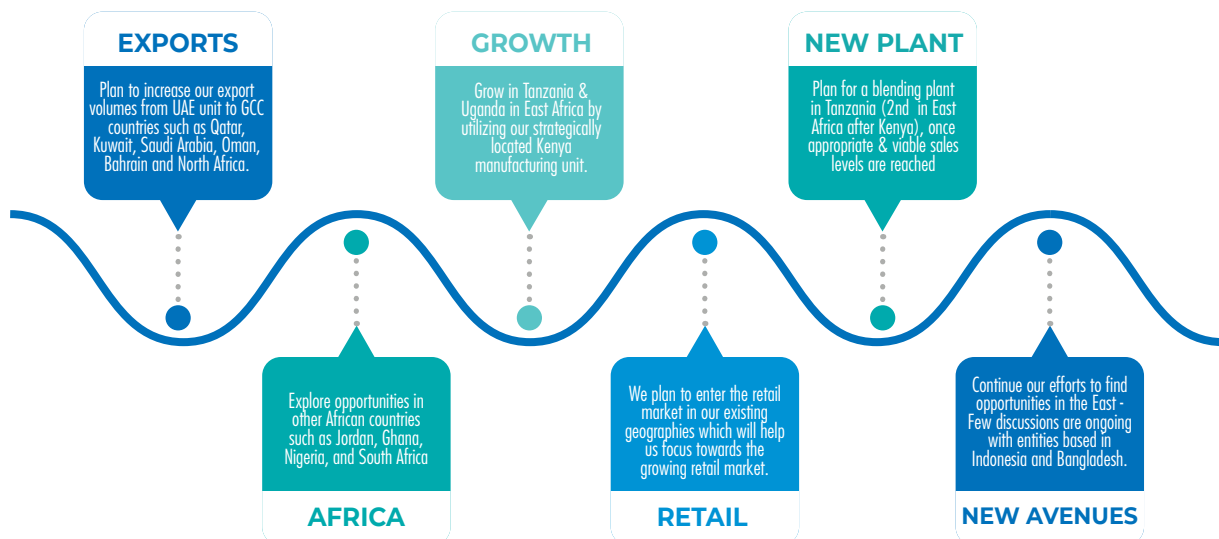 EXPORTS
Plan to increase our export
volumes from UAE unit to GCC
countries such as Qatar,
Kuwait, Saudi Arabia, Oman,
Bahrain and North Africa.
GROWTH
Grow in Tanzania &
Uganda in East Africa by
utilizing our strategically
located Kenya
manufacturing unit.
NEW PLANT
Plan for a blending plant
in Tanzania (2nd in East
Africa after Kenya), once
appropriate & viable sales
levels are reached
Explore opportunities in
other African countries
such as Jordan, Ghana,
Nigeria, and South Africa
AFRICA
We plan to enter the retail
market in our existing
geographies which will help
us focus towards the
growing retail market.
RETAIL
Continue our efforts to find
opportunities in the East -
Few discussions are ongoing
with entities based in
Indonesia and Bangladesh.
NEW AVENUES